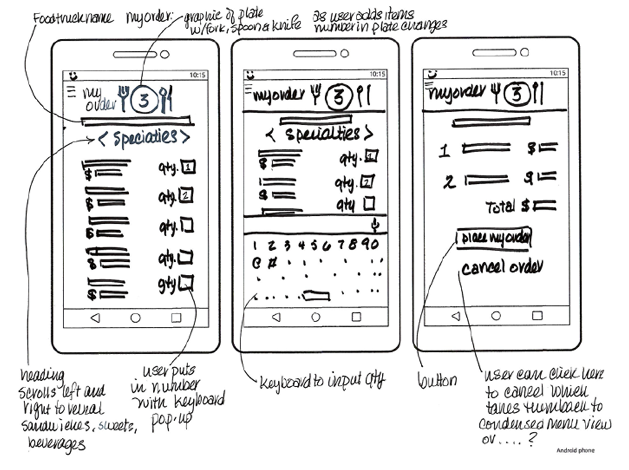 Foodtruck name
my order:
graphic of plate
w/fork, spoon & knife
as user adds items
number in plate changes
10:15
my
order
3
< Specialties >
$
qty. 1
$
qty. 2
$
qty.
$
qty.
$
qty.
10:15
my order
3
< Specialties >
$
qty. 1
$
qty. 2
qty
1 2 3 4 5 6 7 8 9 0
@ #
10:15
my order
3
1
$
2
$
Total $
place my order
cancel order
heading
scrolls left and
right to reveal
sandwiches, sweets,
beverages
user puts
in number
with keyboard
pop-up
keyboard to input qty
button
user can click here
to cancel which
takes them back to
condensed menu view
or .... ?
Android phone